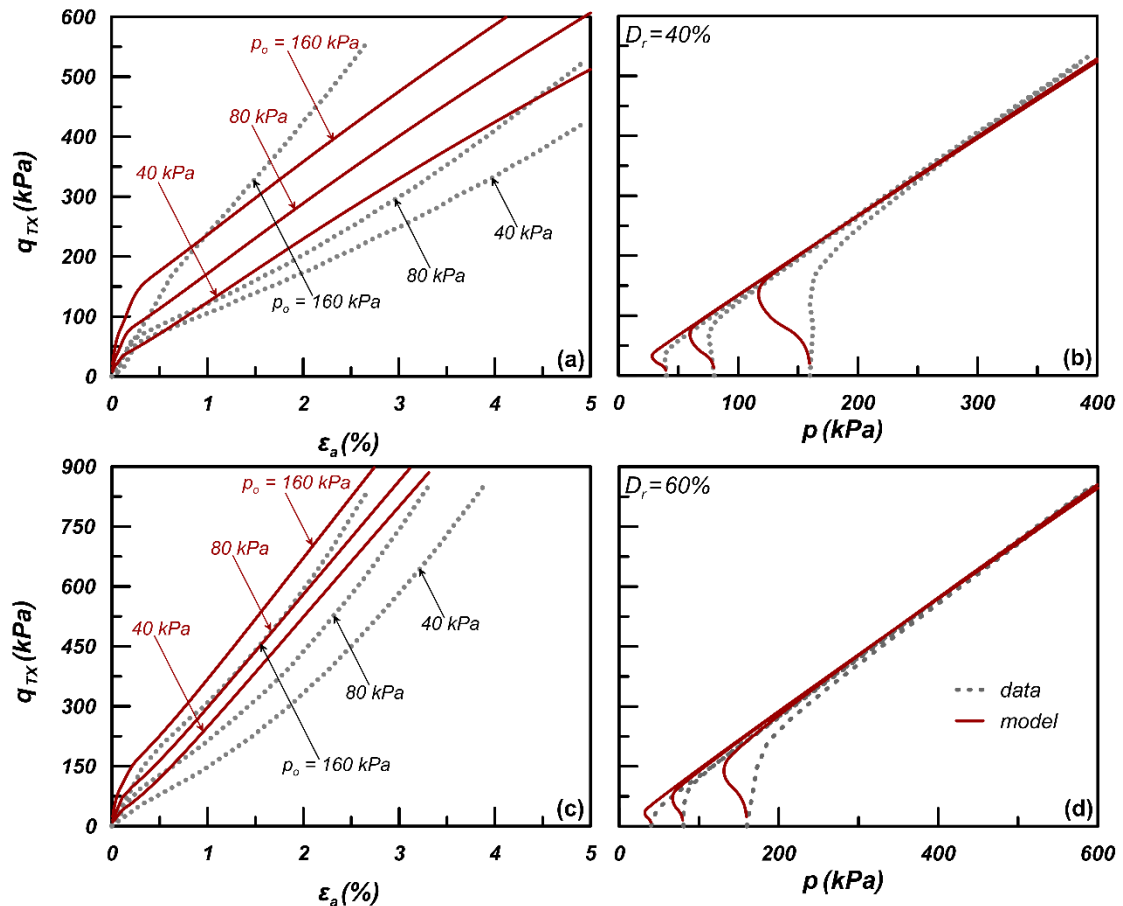 600
500
400
300
200
100
0
q TX (kPa)
p_o = 160 kPa
80 kPa
40 kPa
40 kPa
80 kPa
p_o = 160 kPa
(a)
0 1 2 3 4 5
ε_a (%)
D_r = 40%
(b)
0 100 200 300 400
p (kPa)
900
750
600
450
300
150
0
q TX (kPa)
p_o = 160 kPa
80 kPa
40 kPa
40 kPa
80 kPa
p_o = 160 kPa
(c)
0 1 2 3 4 5
ε_a (%)
D_r = 60%
data
model
(d)
0 200 400 600
p (kPa)